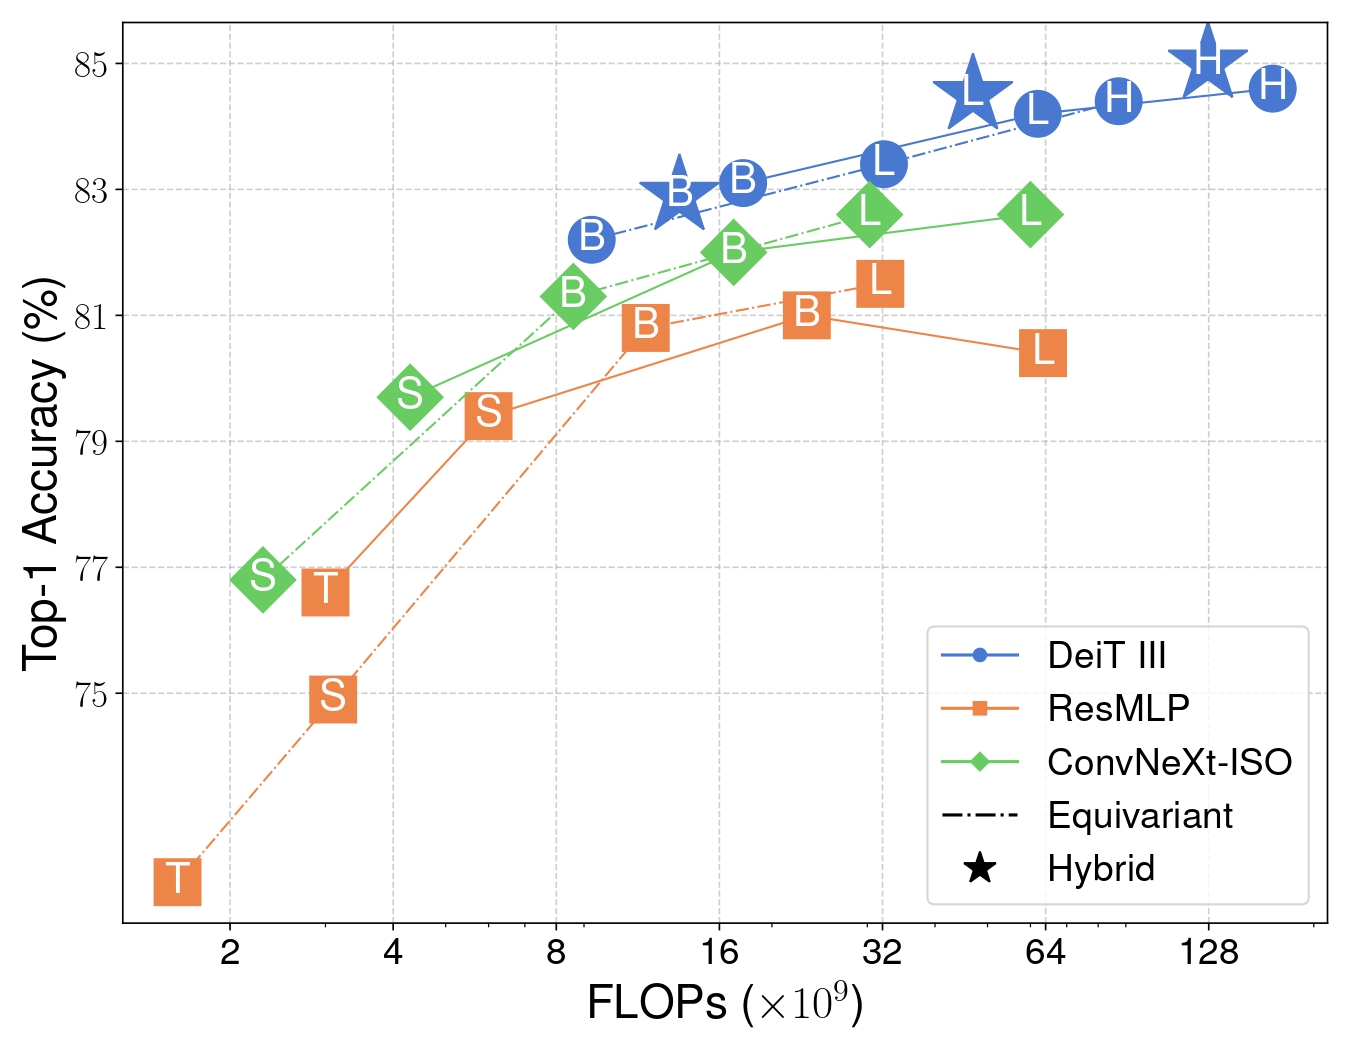 85
83
81
79
77
75
Top-1 Accuracy (%)
H
L
L
H
H
B
B
L
B
L
L
B
B
L
B
B
L
S
S
S
T
S
T
DeiT III
ResMLP
ConvNeXt-ISO
Equivariant
Hybrid
2 4 8 16 32 64 128
FLOPs (×10⁹)